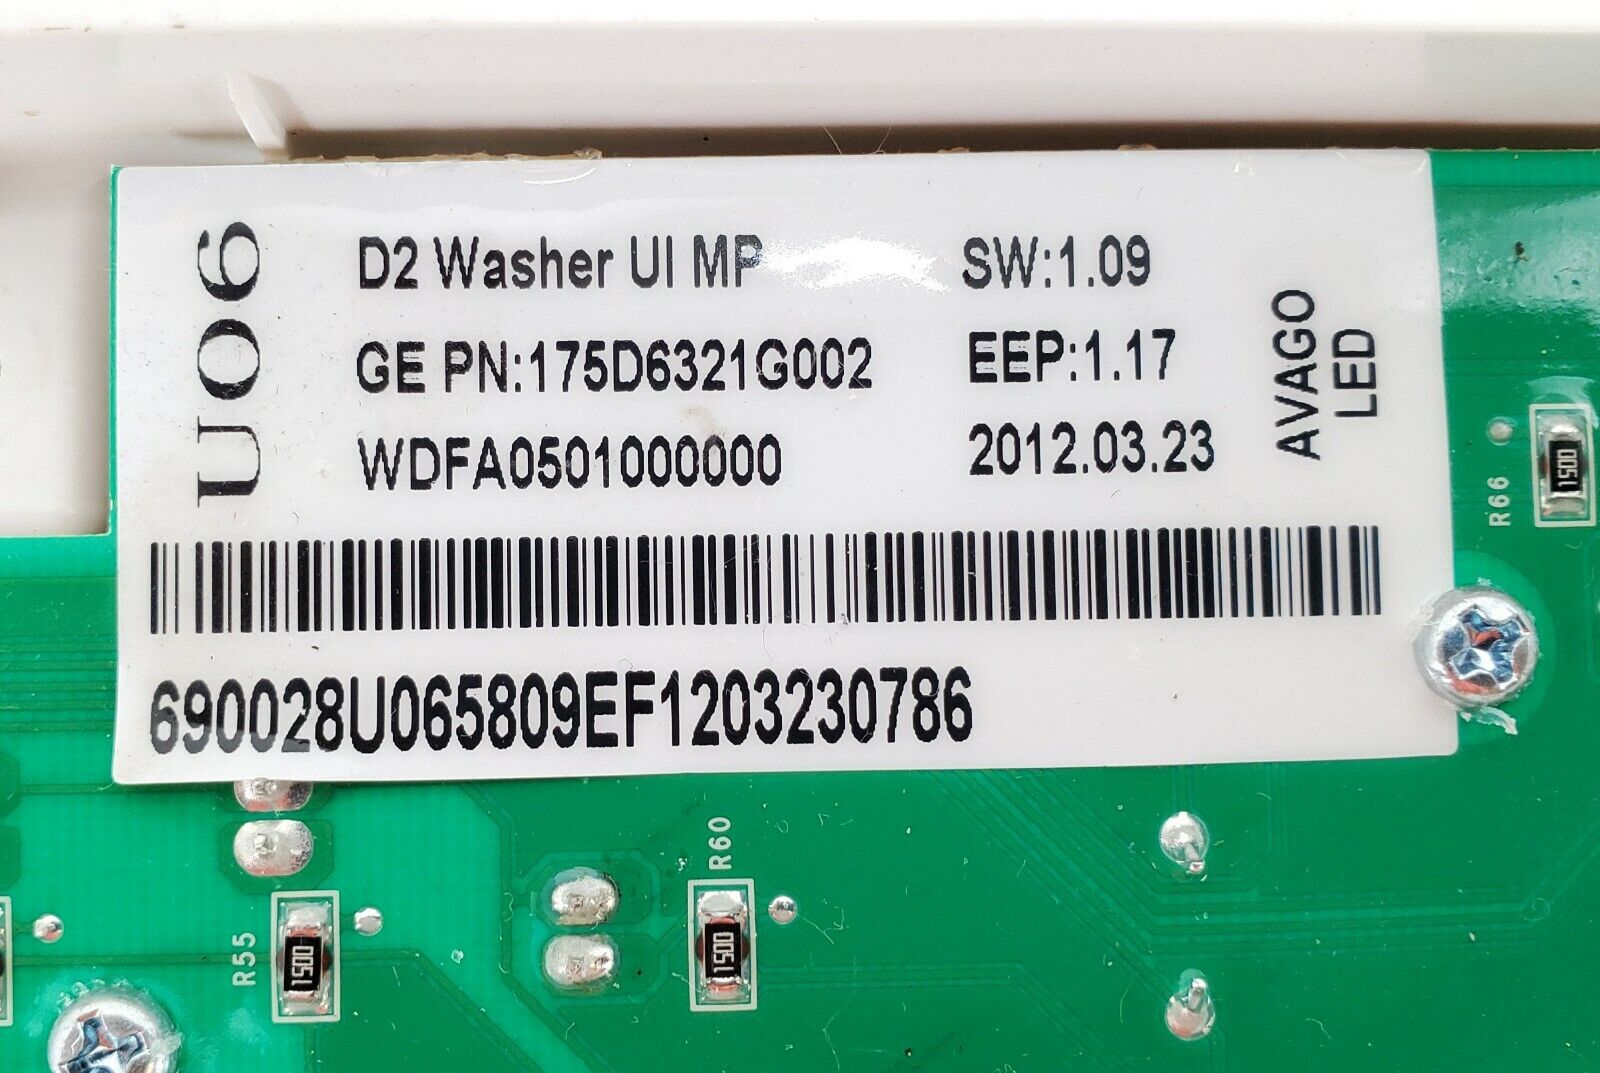 U06
D2 Washer UI MP
SW:1.09
GE PN:175D6321G002
EEP:1.17
WDFA0501000000
2012.03.23
AVAGO
LED
690028U065809EF1203230786
R66
1500
R60
1500
R55
1500